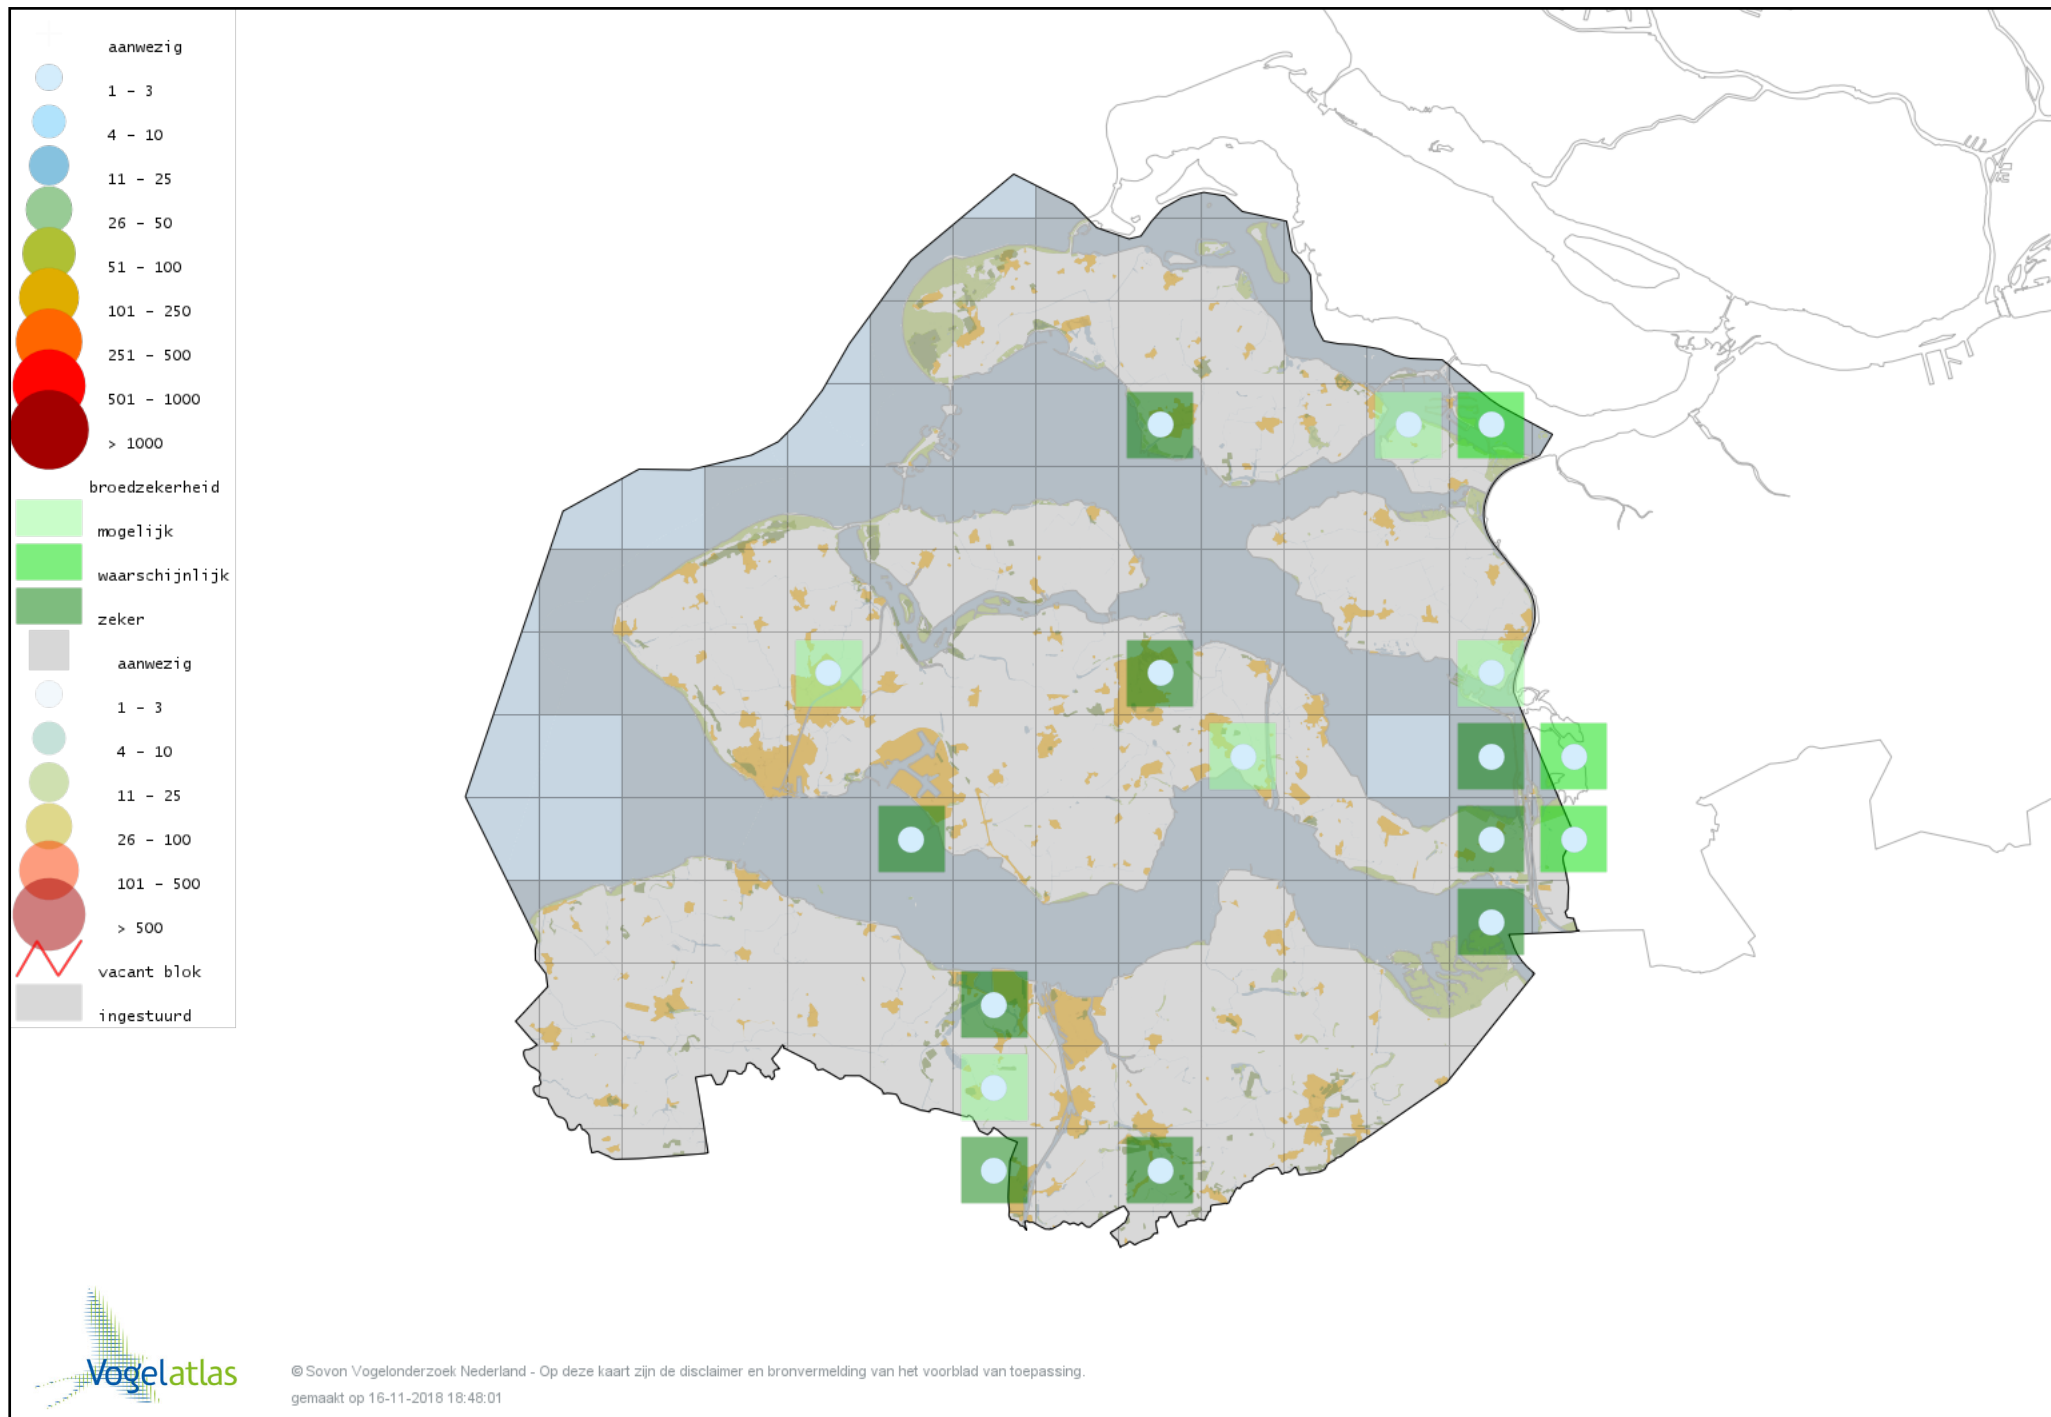 aanwezig
1 - 3
4 - 10
11 - 25
26 - 50
51 - 100
101 - 250
251 - 500
501 - 1000
> 1000
broedzekerheid
mogelijk
waarschijnlijk
zeker
aanwezig
1 - 3
4 - 10
11 - 25
26 - 100
101 - 500
> 500
vacant blok
ingestuurd
Vogelatlas
© Sovon Vogelonderzoek Nederland - Op deze kaart zijn de disclaimer en bronvermelding van het voorblad van toepassing.
gemaakt op 16-11-2018 18:48:01